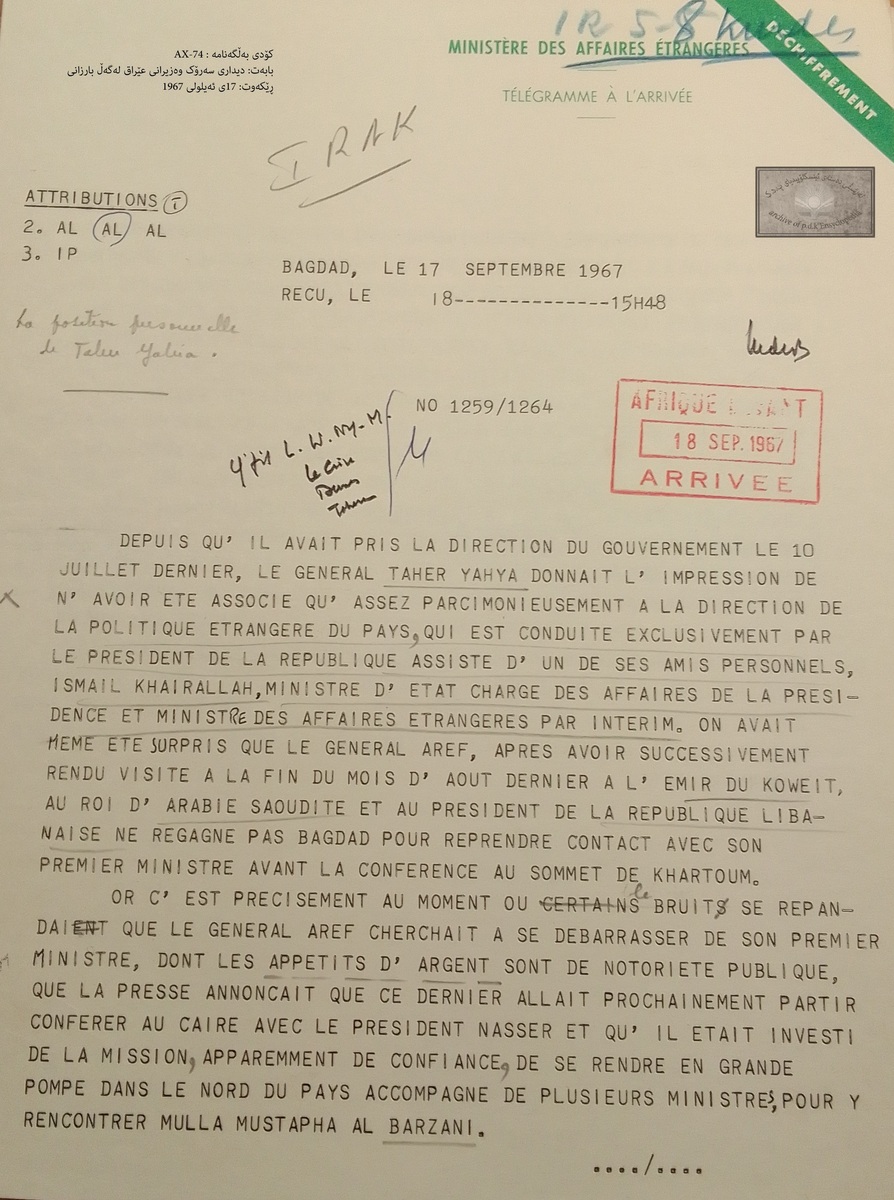 کۆدی بەڵگەنامە : AX-74
بابەت: دیداری سەرۆک وەزیرانی عێراق لەگەڵ بارزانی
ڕێکەوت: 17ی ئەیلولی 1967
IR 5-8 kurdes
MINISTÈRE DES AFFAIRES ÉTRANGÈRES
DÉCHIFFREMENT
TÉLÉGRAMME À L'ARRIVÉE
IRAK
ATTRIBUTIONS
2. AL AL AL
3. IP
archive of p.d.k Encyclopedia
BAGDAD, LE 17 SEPTEMBRE 1967
RECU, LE 18--------------15H48
La position personnelle
de Taher Yahia.
NO 1259/1264
AFRIQUE LEVANT
18 SEP. 1967
ARRIVEE
L. W. NY-M.
Le Caire
DEPUIS QU' IL AVAIT PRIS LA DIRECTION DU GOUVERNEMENT LE 10
JUILLET DERNIER, LE GENERAL TAHER YAHYA DONNAIT L' IMPRESSION DE
N' AVOIR ETE ASSOCIE QU' ASSEZ PARCIMONIEUSEMENT A LA DIRECTION DE
LA POLITIQUE ETRANGERE DU PAYS, QUI EST CONDUITE EXCLUSIVEMENT PAR
LE PRESIDENT DE LA REPUBLIQUE ASSISTE D' UN DE SES AMIS PERSONNELS,
ISMAIL KHAIRALLAH, MINISTRE D' ETAT CHARGE DES AFFAIRES DE LA PRESI-
DENCE ET MINISTRE DES AFFAIRES ETRANGERES PAR INTERIM. ON AVAIT
MEME ETE SURPRIS QUE LE GENERAL AREF, APRES AVOIR SUCCESSIVEMENT
RENDU VISITE A LA FIN DU MOIS D' AOUT DERNIER A L' EMIR DU KOWEIT,
AU ROI D' ARABIE SAOUDITE ET AU PRESIDENT DE LA REPUBLIQUE LIBA-
NAISE NE REGAGNE PAS BAGDAD POUR REPRENDRE CONTACT AVEC SON
PREMIER MINISTRE AVANT LA CONFERENCE AU SOMMET DE KHARTOUM.
OR C' EST PRECISEMENT AU MOMENT OU CERTAINS le BRUITS SE REPAN-
DAIENT QUE LE GENERAL AREF CHERCHAIT A SE DEBARRASSER DE SON PREMIER
MINISTRE, DONT LES APPETITS D' ARGENT SONT DE NOTORIETE PUBLIQUE,
QUE LA PRESSE ANNONCAIT QUE CE DERNIER ALLAIT PROCHAINEMENT PARTIR
CONFERER AU CAIRE AVEC LE PRESIDENT NASSER ET QU' IL ETAIT INVESTI
DE LA MISSION, APPAREMMENT DE CONFIANCE, DE SE RENDRE EN GRANDE
POMPE DANS LE NORD DU PAYS ACCOMPAGNE DE PLUSIEURS MINISTRES, POUR Y
RENCONTRER MULLA MUSTAPHA AL BARZANI.
..../....